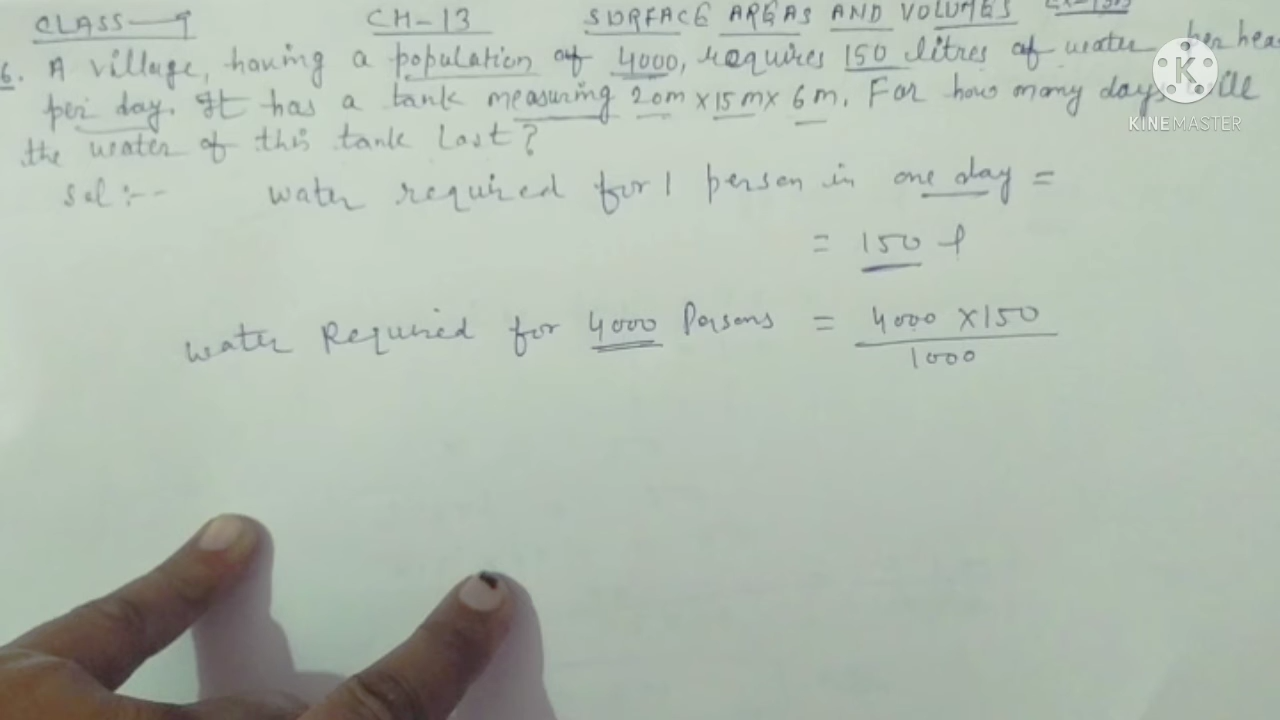 CLASS-9 CH-13 SURFACE AREAS AND VOLUMES
6. A village, having a population of 4000, requires 150 litres of water per head
per day. It has a tank measuring 20m x 15m x 6m. For how many days will
the water of this tank last?
Sol:-- water required for 1 person in one day =
= 150 l
water Required for 4000 Persons = 4000 x 150
1000
K
KINEMASTER